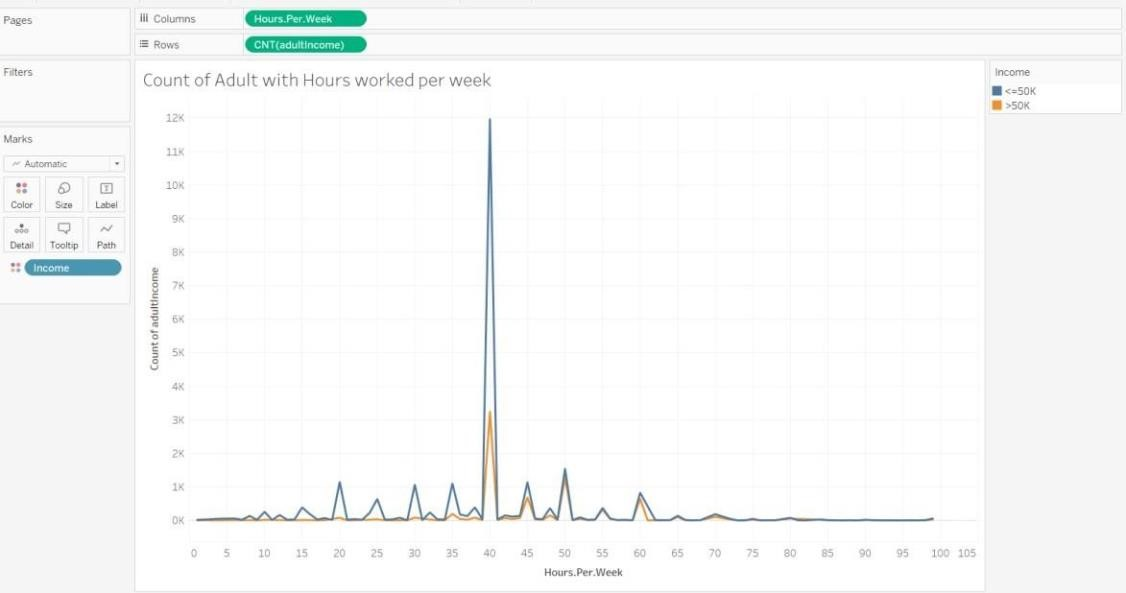 Pages
Columns
Hours.Per.Week
Rows
CNT(adultIncome)
Filters
Marks
Automatic
Color
Size
Label
Detail
Tooltip
Path
Income
Count of Adult with Hours worked per week
Count of adultIncome
12K
11K
10K
9K
8K
7K
6K
5K
4K
3K
2K
1K
0K
0 5 10 15 20 25 30 35 40 45 50 55 60 65 70 75 80 85 90 95 100 105
Hours.Per.Week
Income
<=50K
>50K